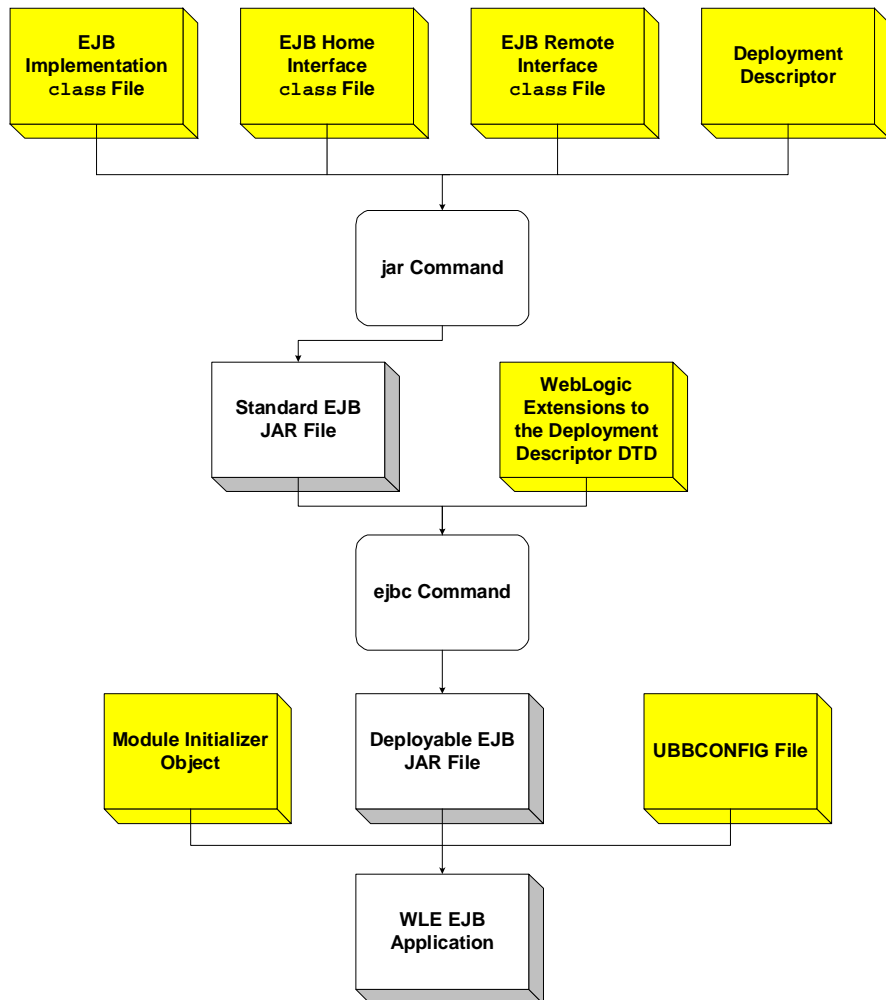 EJB
Implementation
class File
EJB Home
Interface
class File
EJB Remote
Interface
class File
Deployment
Descriptor
jar Command
Standard EJB
JAR File
WebLogic
Extensions to
the Deployment
Descriptor DTD
ejbc Command
Module Initializer
Object
Deployable EJB
JAR File
UBBCONFIG File
WLE EJB
Application